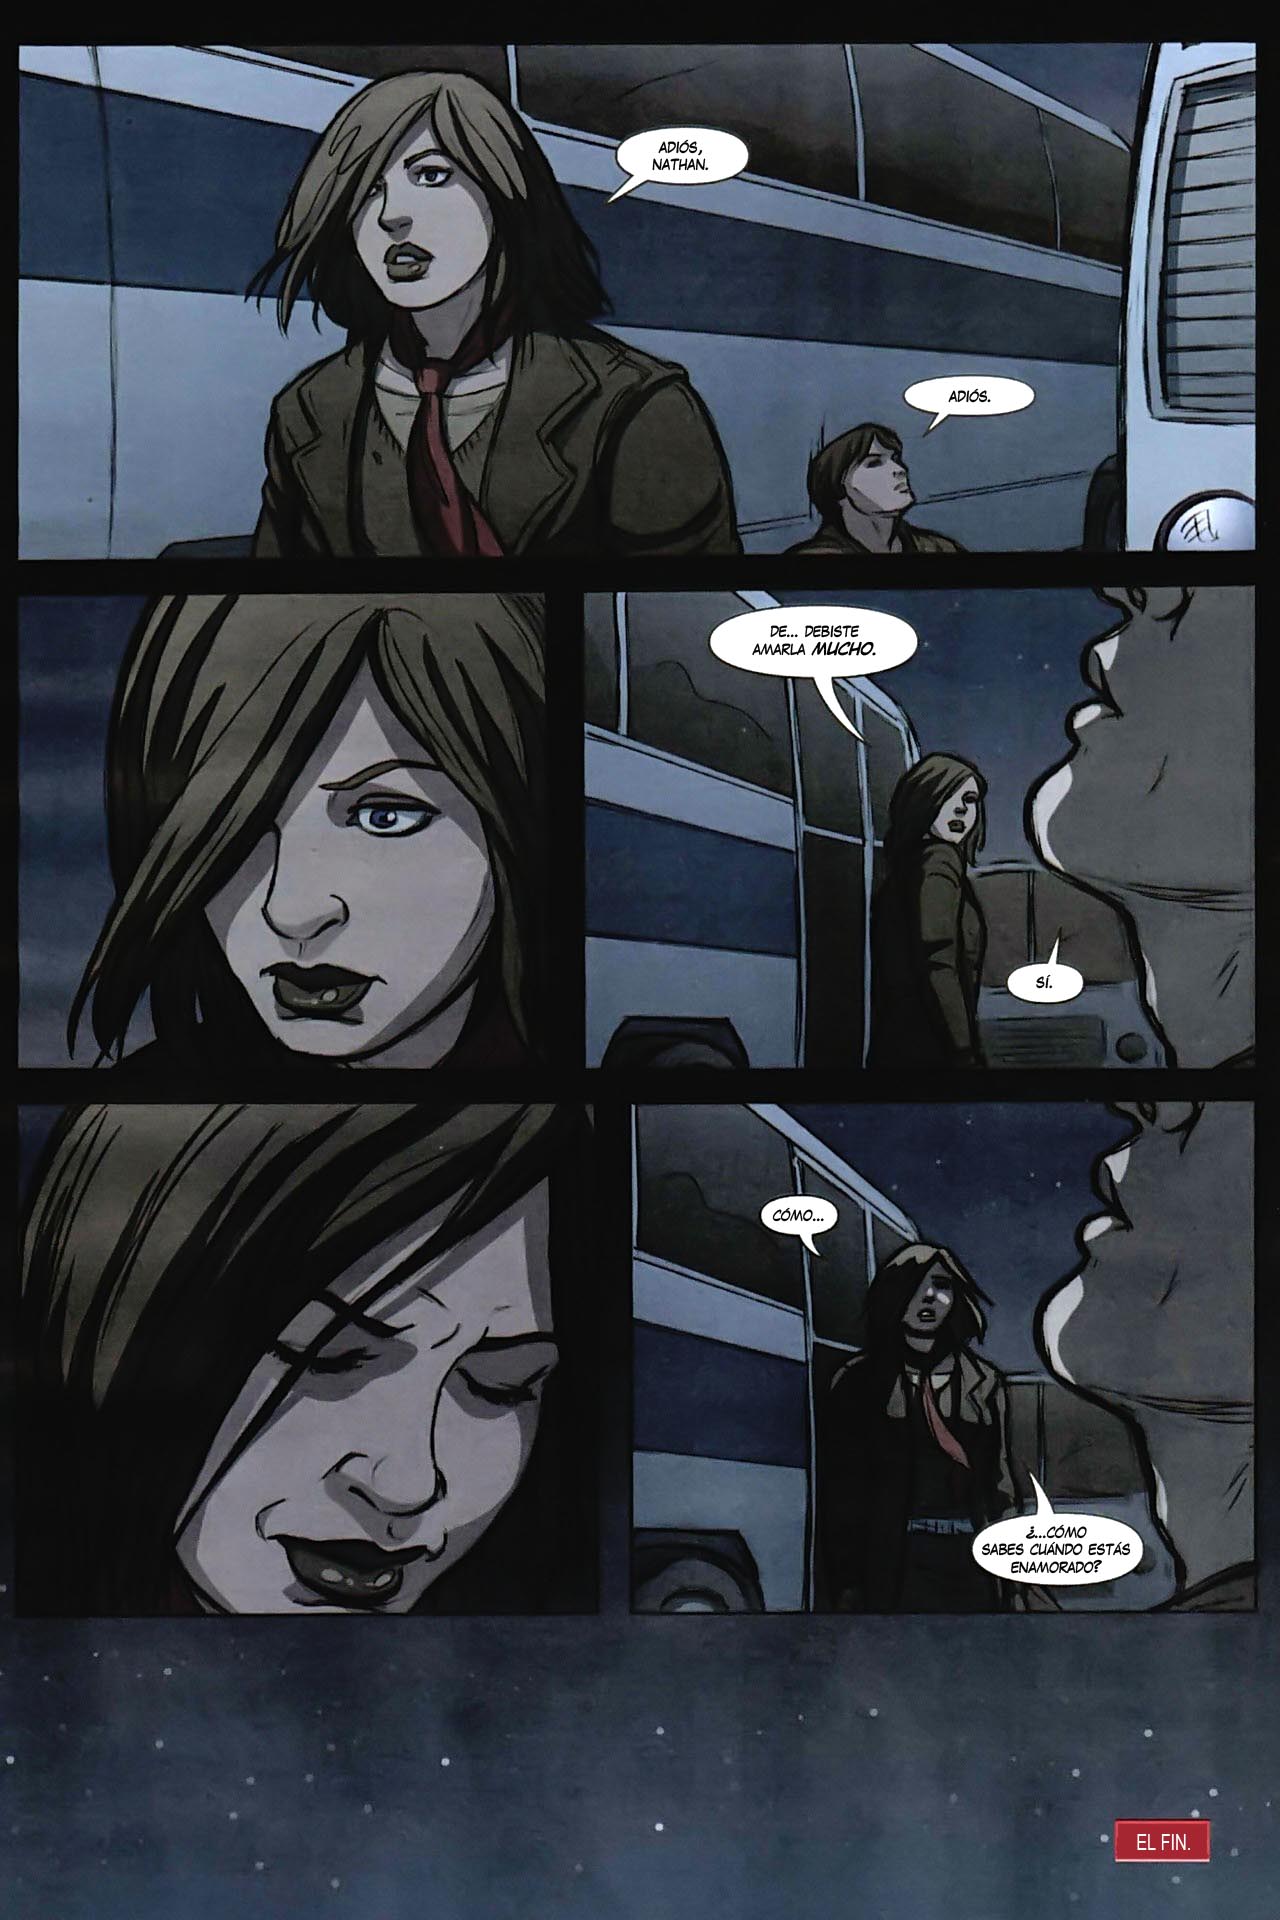 ADIÓS,
NATHAN.
ADIÓS.
DE... DEBISTE
AMARLA MUCHO.
SÍ.
CÓMO...
¿...CÓMO
SABES CUÁNDO ESTÁS
ENAMORADO?
EL FIN.